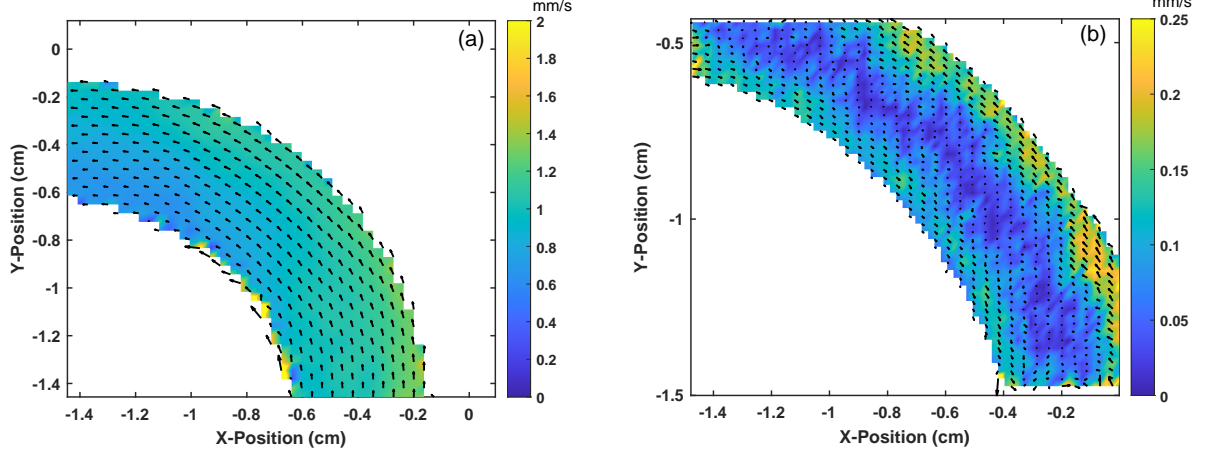 mm/s
(a)
2
1.8
1.6
1.4
1.2
1
0.8
0.6
0.4
0.2
0
0
-0.2
-0.4
-0.6
-0.8
-1
-1.2
-1.4
Y-Position (cm)
-1.4 -1.2 -1 -0.8 -0.6 -0.4 -0.2 0
X-Position (cm)
mm/s
(b)
0.25
0.2
0.15
0.1
0.05
0
-0.5
-1
-1.5
Y-Position (cm)
-1.4 -1.2 -1 -0.8 -0.6 -0.4 -0.2
X-Position (cm)